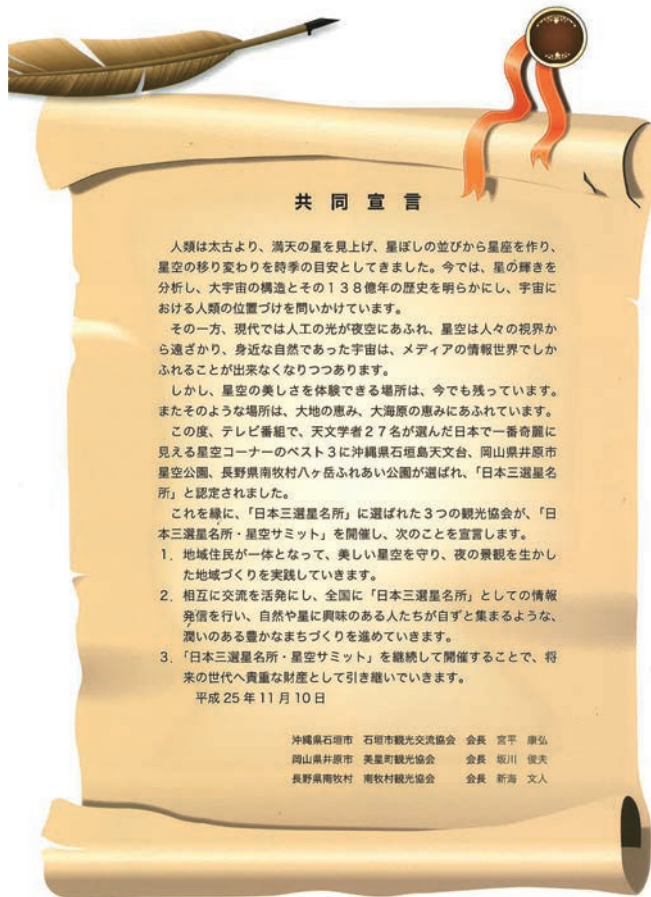 共同宣言
人類は太古より、満天の星を見上げ、星ぼしの並びから星座を作り、
星空の移り変わりを時季の目安としてきました。今では、星の輝きを
分析し、大宇宙の構造とその138億年の歴史を明らかにし、宇宙に
おける人類の位置づけを問いかけています。
その一方、現代では人工の光が夜空にあふれ、星空は人々の視界か
ら遠ざかり、身近な自然であった宇宙は、メディアの情報世界でしか
ふれることが出来なくなりつつあります。
しかし、星空の美しさを体験できる場所は、今でも残っています。
またそのような場所は、大地の恵み、大海原の恵みにあふれています。
この度、テレビ番組で、天文学者27名が選んだ日本で一番奇麗に
見える星空コーナーのベスト3に沖縄県石垣島天文台、岡山県井原市
星空公園、長野県南牧村八ヶ岳ふれあい公園が選ばれ、「日本三選星名
所」と認定されました。
これを縁に、「日本三選星名所」に選ばれた3つの観光協会が、「日
本三選星名所・星空サミット」を開催し、次のことを宣言します。
1．地域住民が一体となって、美しい星空を守り、夜の景観を生かし
た地域づくりを実践していきます。
2．相互に交流を活発にし、全国に「日本三選星名所」としての情報
発信を行い、自然や星に興味のある人たちが自ずと集まるような、
潤いのある豊かなまちづくりを進めていきます。
3．「日本三選星名所・星空サミット」を継続して開催することで、将
来の世代へ貴重な財産として引き継いでいきます。
平成25年11月10日
沖縄県石垣市 石垣市観光交流協会 会長 宮平 康弘
岡山県井原市 美星町観光協会 会長 坂川 俊夫
長野県南牧村 南牧村観光協会 会長 新海 文人